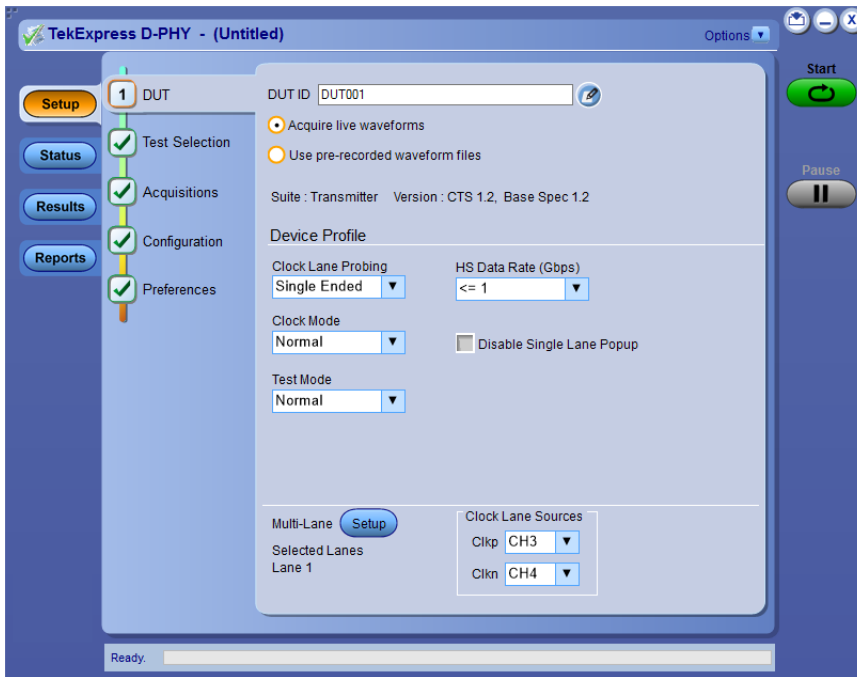 TekExpress D-PHY - (Untitled)
Options
Start
Pause
Setup
Status
Results
Reports
1 DUT
Test Selection
Acquisitions
Configuration
Preferences
DUT ID DUT001
Acquire live waveforms
Use pre-recorded waveform files
Suite : Transmitter Version : CTS 1.2, Base Spec 1.2
Device Profile
Clock Lane Probing
Single Ended
HS Data Rate (Gbps)
<= 1
Clock Mode
Normal
Disable Single Lane Popup
Test Mode
Normal
Multi-Lane Setup
Selected Lanes
Lane 1
Clock Lane Sources
Clkp CH3
Clkn CH4
Ready.